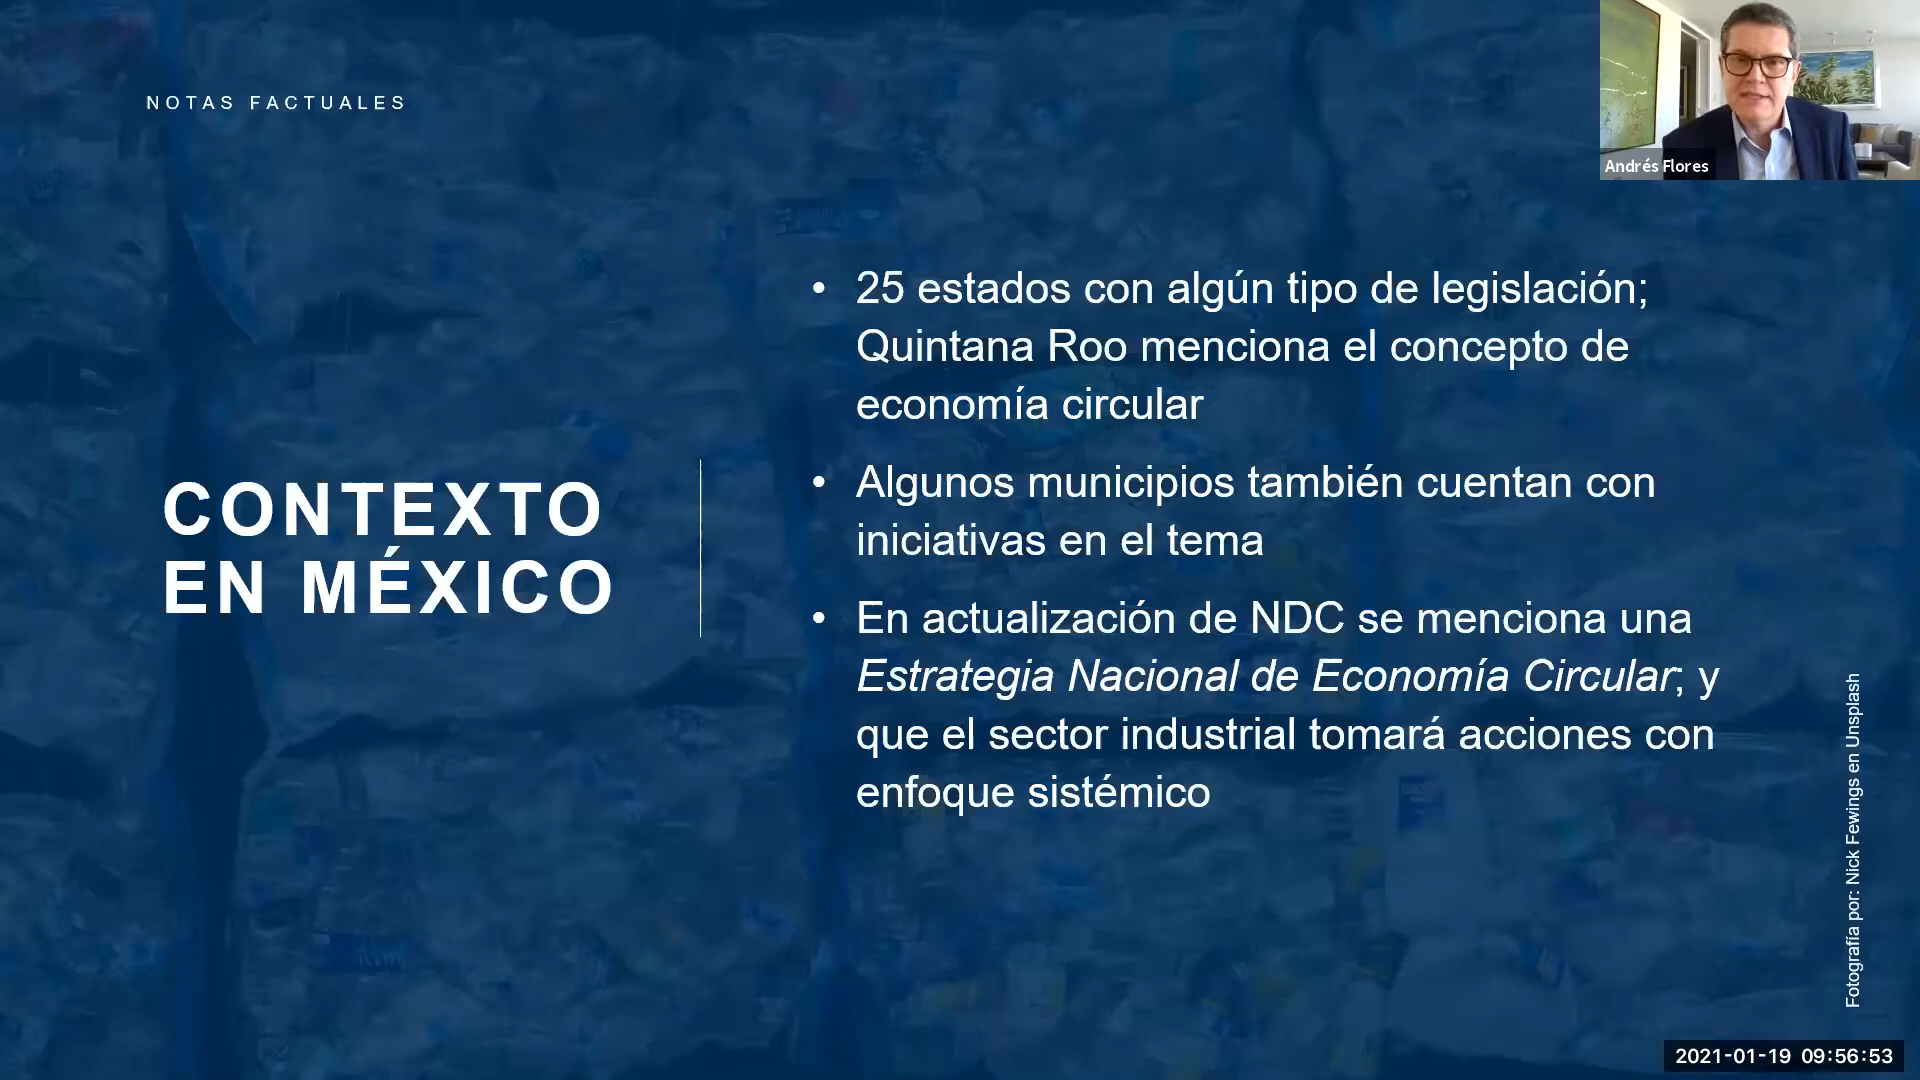 NOTAS FACTUALES
Andrés Flores
CONTEXTO
EN MÉXICO
• 25 estados con algún tipo de legislación;
Quintana Roo menciona el concepto de
economía circular
• Algunos municipios también cuentan con
iniciativas en el tema
• En actualización de NDC se menciona una
Estrategia Nacional de Economía Circular; y
que el sector industrial tomará acciones con
enfoque sistémico
Fotografía por: Nick Fewings en Unsplash
2021-01-19 09:56:53